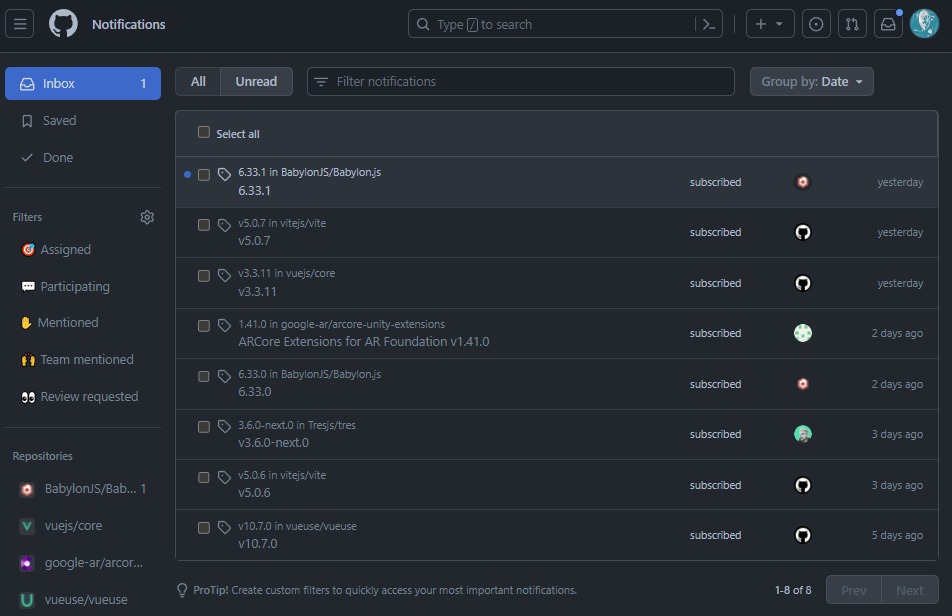 Notifications
Type / to search
Inbox 1
All Unread
Filter notifications
Group by: Date
Saved
Done
Select all
6.33.1 in BabylonJS/Babylon.js
6.33.1
subscribed
yesterday
v5.0.7 in vitejs/vite
v5.0.7
subscribed
yesterday
v3.3.11 in vuejs/core
v3.3.11
subscribed
yesterday
1.41.0 in google-ar/arcore-unity-extensions
ARCore Extensions for AR Foundation v1.41.0
subscribed
2 days ago
6.33.0 in BabylonJS/Babylon.js
6.33.0
subscribed
2 days ago
3.6.0-next.0 in Tresjs/tres
v3.6.0-next.0
subscribed
3 days ago
v5.0.6 in vitejs/vite
v5.0.6
subscribed
3 days ago
v10.7.0 in vueuse/vueuse
v10.7.0
subscribed
5 days ago
Filters
Assigned
Participating
Mentioned
Team mentioned
Review requested
Repositories
BabylonJS/Bab... 1
vuejs/core
google-ar/arcor...
vueuse/vueuse
ProTip! Create custom filters to quickly access your most important notifications.
1-8 of 8
Prev Next